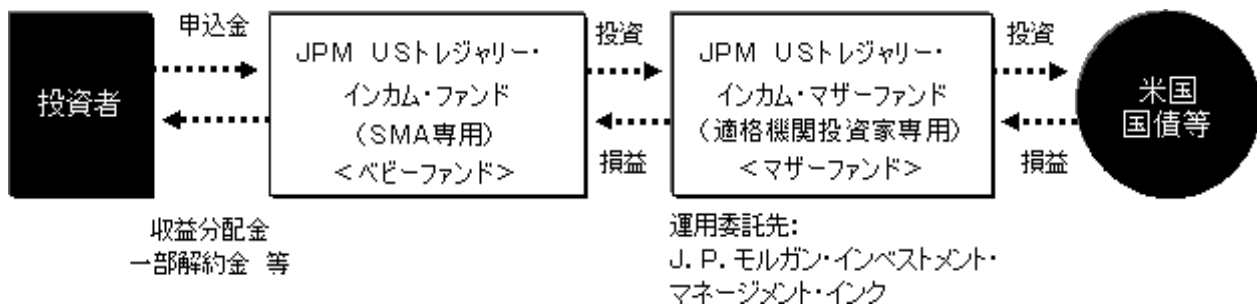 申込金
投資者
収益分配金
一部解約金 等
JPM USトレジャリー・
インカム・ファンド
(SMA専用)
<ベビーファンド>
投資
損益
JPM USトレジャリー・
インカム・マザーファンド
(適格機関投資家専用)
<マザーファンド>
運用委託先:
J.P.モルガン・インベストメント・
マネージメント・インク
投資
損益
米国
国債等